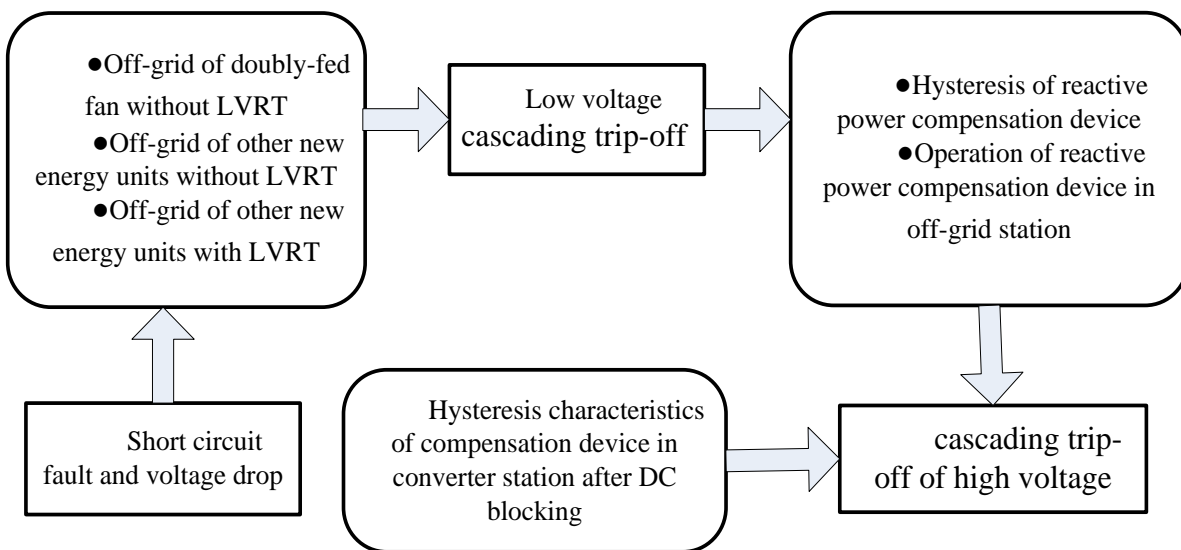 ●Off-grid of doubly-fed
fan without LVRT
●Off-grid of other new
energy units without LVRT
●Off-grid of other new
energy units with LVRT
Low voltage
cascading trip-off
●Hysteresis of reactive
power compensation device
●Operation of reactive
power compensation device in
off-grid station
Short circuit
fault and voltage drop
Hysteresis characteristics
of compensation device in
converter station after DC
blocking
cascading trip-
off of high voltage